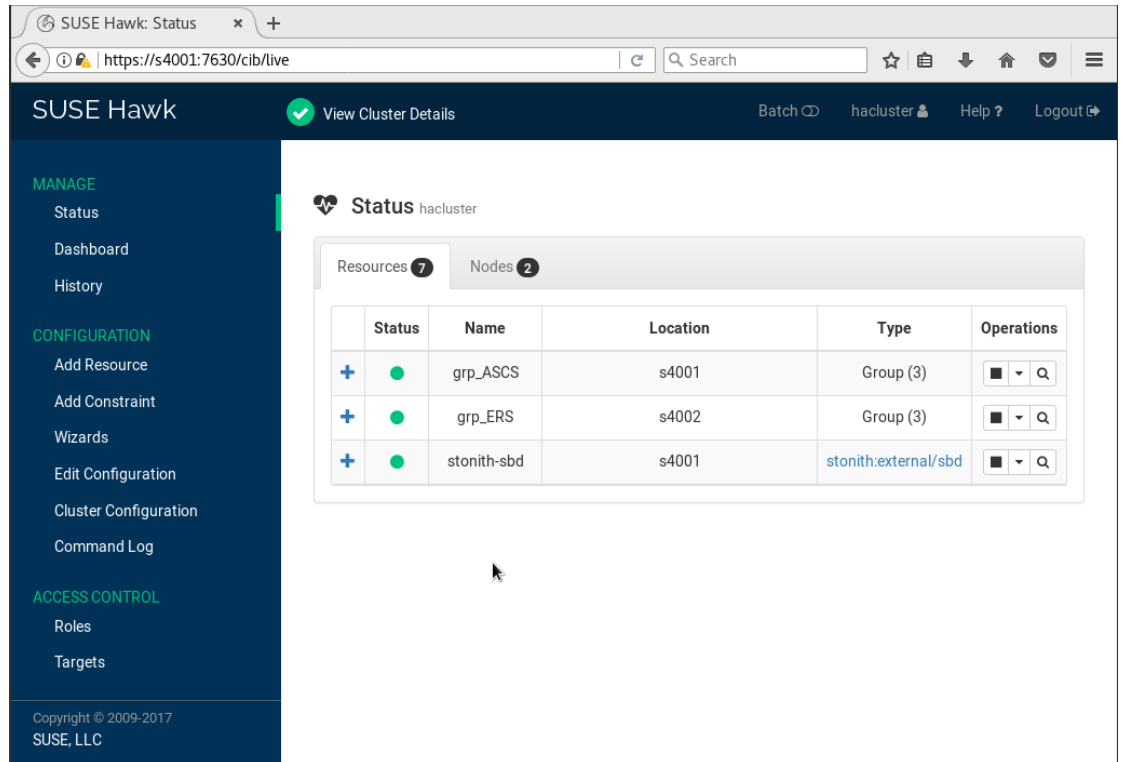 SUSE Hawk: Status × +
https://s4001:7630/cib/live Search
SUSE Hawk View Cluster Details Batch hacluster Help ? Logout
MANAGE
Status
Dashboard
History
CONFIGURATION
Add Resource
Add Constraint
Wizards
Edit Configuration
Cluster Configuration
Command Log
ACCESS CONTROL
Roles
Targets
Copyright © 2009-2017
SUSE, LLC
Status hacluster
Resources 7 Nodes 2
Status Name Location Type Operations
grp_ASCS s4001 Group (3)
grp_ERS s4002 Group (3)
stonith-sbd s4001 stonith:external/sbd